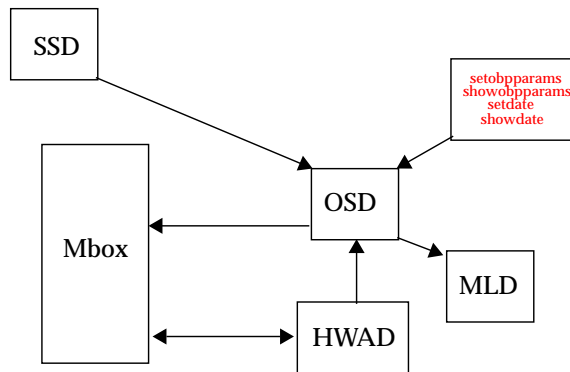 SSD
setobpparams
showobpparams
setdate
showdate
OSD
Mbox
MLD
HWAD